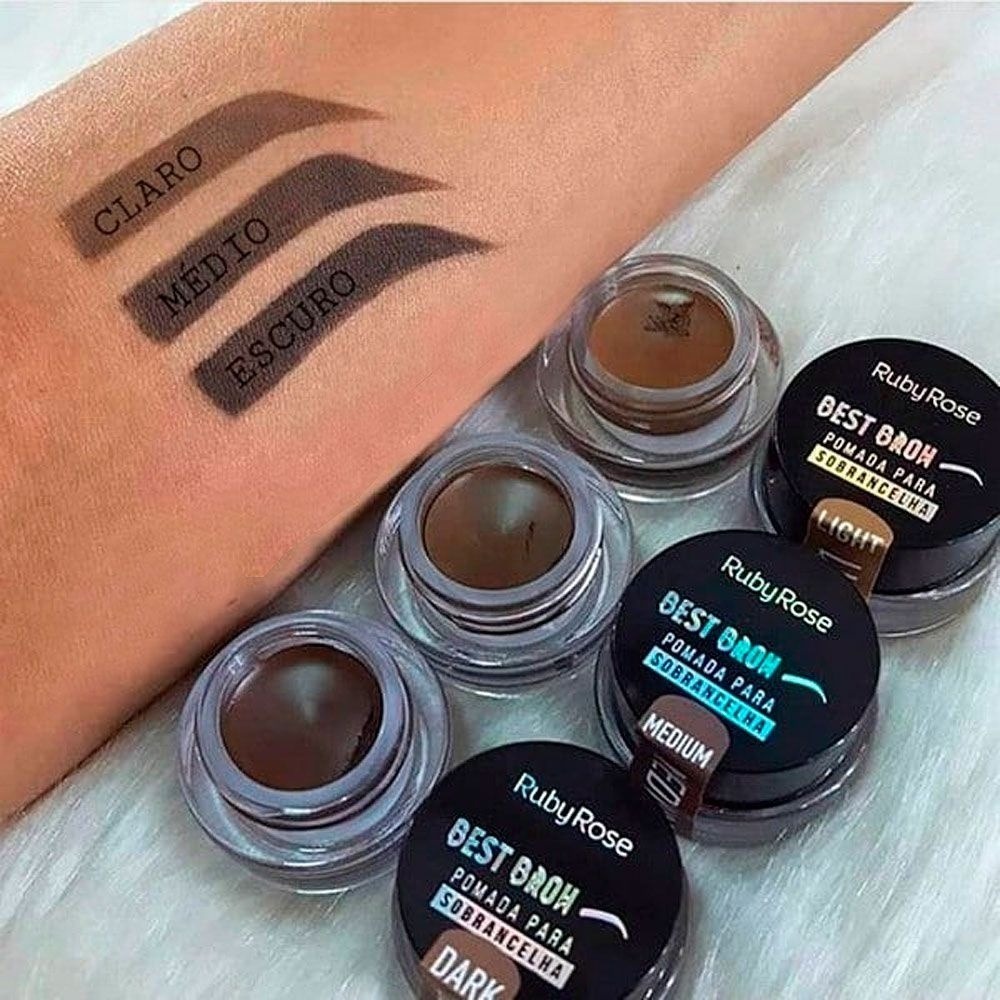 CLARO
MÉDIO
ESCURO
RubyRose
BEST BROW
POMADA PARA
SOBRANCELHA
LIGHT
RubyRose
BEST BROW
POMADA PARA
SOBRANCELHA
MEDIUM
RubyRose
BEST BROW
POMADA PARA
SOBRANCELHA
DARK